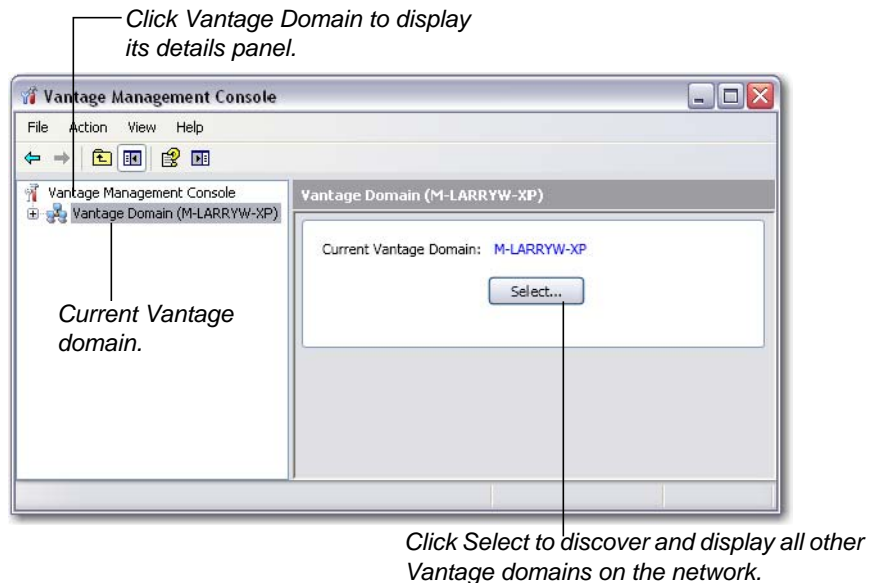 Click Vantage Domain to display
its details panel.
Vantage Management Console
File Action View Help
Vantage Management Console
Vantage Domain (M-LARRYW-XP)
Vantage Domain (M-LARRYW-XP)
Current Vantage Domain: M-LARRYW-XP
Select...
Current Vantage
domain.
Click Select to discover and display all other
Vantage domains on the network.